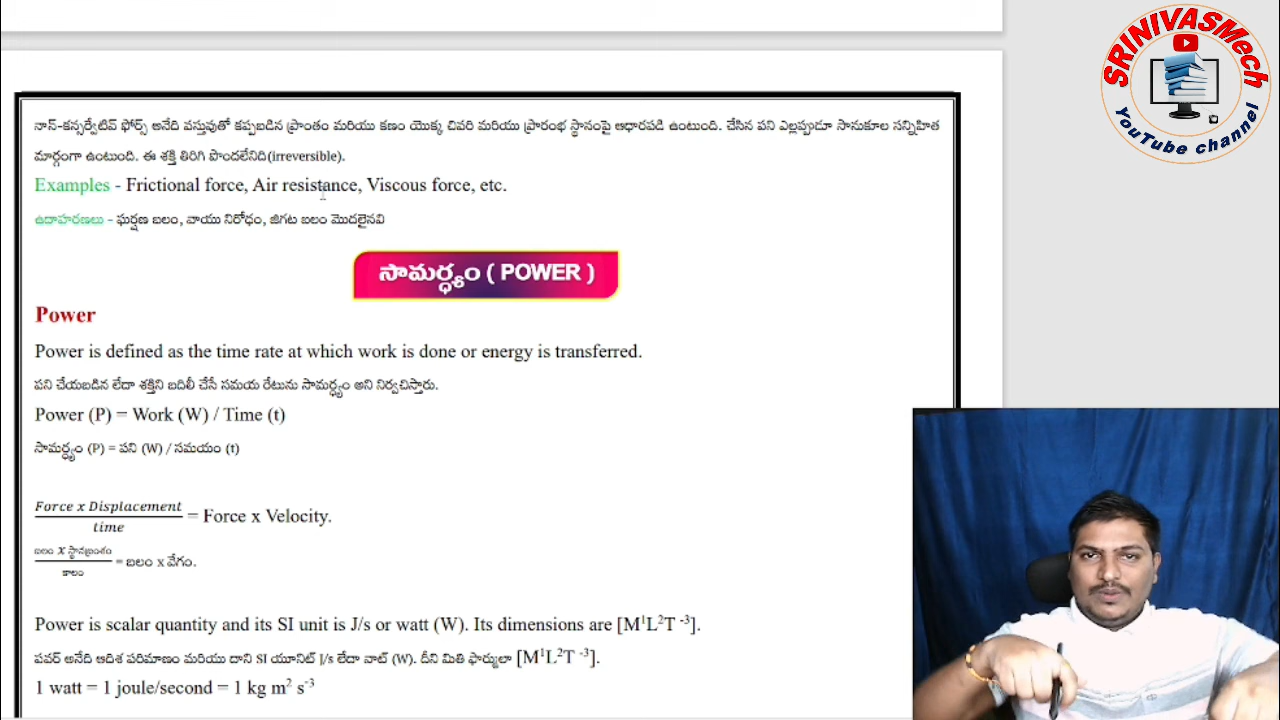 SRINIVASMech
YouTube channel
నాన్-కన్సర్వేటివ్ ఫోర్స్ అనేది వస్తువుతో కప్పబడిన ప్రాంతం మరియు కణం యొక్క చివరి మరియు ప్రారంభ స్థానంపై ఆధారపడి ఉంటుంది. చేసిన పని ఎల్లప్పుడూ సానుకూల సన్నిహిత
మార్గంగా ఉంటుంది. ఈ శక్తి తిరిగి పొందలేనిది(irreversible).
Examples - Frictional force, Air resistance, Viscous force, etc.
ఉదాహరణలు - ఘర్షణ బలం, వాయు నిరోధం, జిగట బలం మొదలైనవి
సామర్ధ్యం ( POWER )
Power
Power is defined as the time rate at which work is done or energy is transferred.
పని చేయబడిన లేదా శక్తిని బదిలీ చేసే సమయ రేటును సామర్ధ్యం అని నిర్వచిస్తారు.
Power (P) = Work (W) / Time (t)
సామర్ధ్యం (P) = పని (W) / సమయం (t)
Force x Displacement
time
= Force x Velocity.
బలం X స్థానభ్రంశం
కాలం
= బలం x వేగం.
Power is scalar quantity and its SI unit is J/s or watt (W). Its dimensions are [M¹L²T ⁻³].
పవర్ అనేది ఆదిశ పరిమాణం మరియు దాని SI యూనిట్ J/s లేదా వాట్ (W). దీని మితి ఫార్ములా [M¹L²T ⁻³].
1 watt = 1 joule/second = 1 kg m² s⁻³